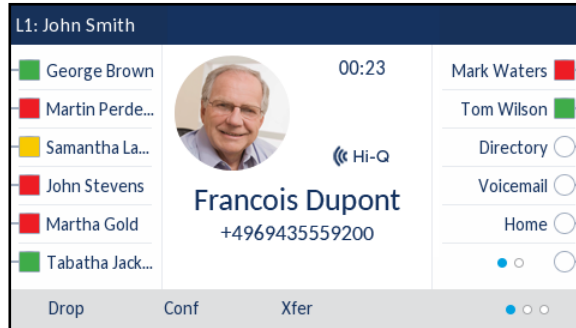 L1: John Smith
George Brown
Martin Perde...
Samantha La...
John Stevens
Martha Gold
Tabatha Jack...
00:23
Hi-Q
Francois Dupont
+4969435559200
Mark Waters
Tom Wilson
Directory
Voicemail
Home
Drop Conf Xfer